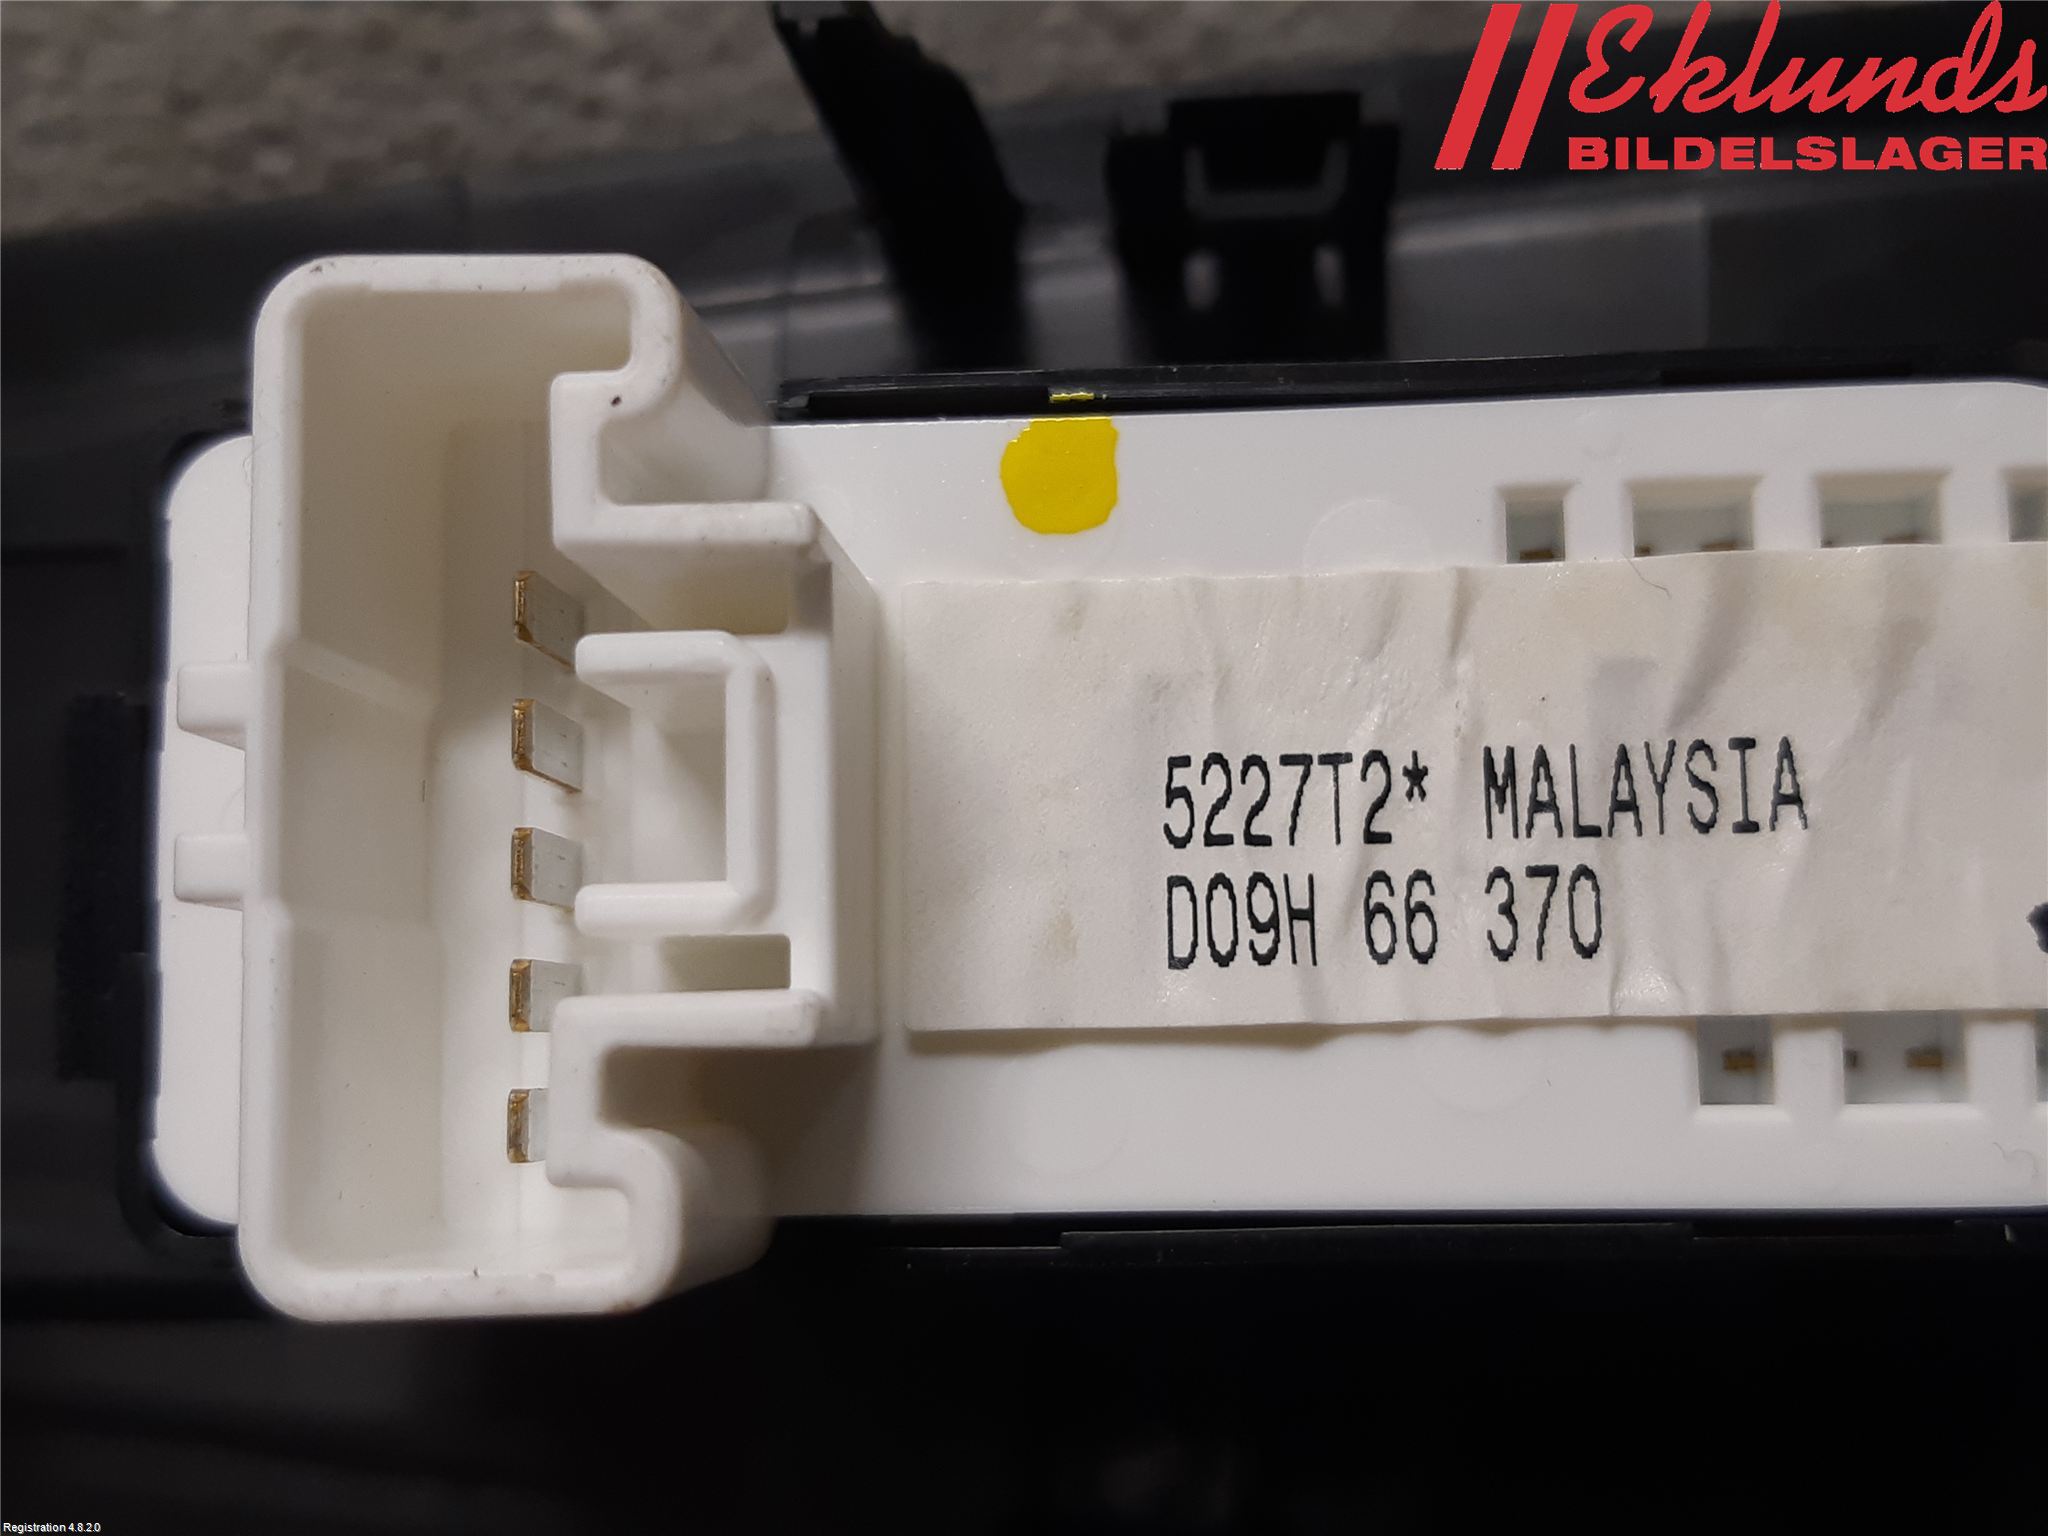 Eklunds
BILDELSLAGER
5227T2* MALAYSIA
D09H 66 370
Registration 4.8.2.0